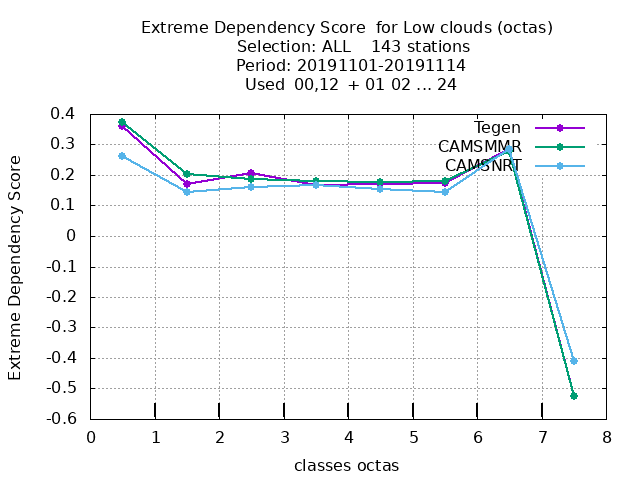 Extreme Dependency Score for Low clouds (octas)
Selection: ALL 143 stations
Period: 20191101-20191114
Used 00,12 + 01 02 ... 24
Extreme Dependency Score
0.4
0.3
0.2
0.1
0
-0.1
-0.2
-0.3
-0.4
-0.5
-0.6
Tegen
CAMSMMR
CAMSNRT
0 1 2 3 4 5 6 7 8
classes octas